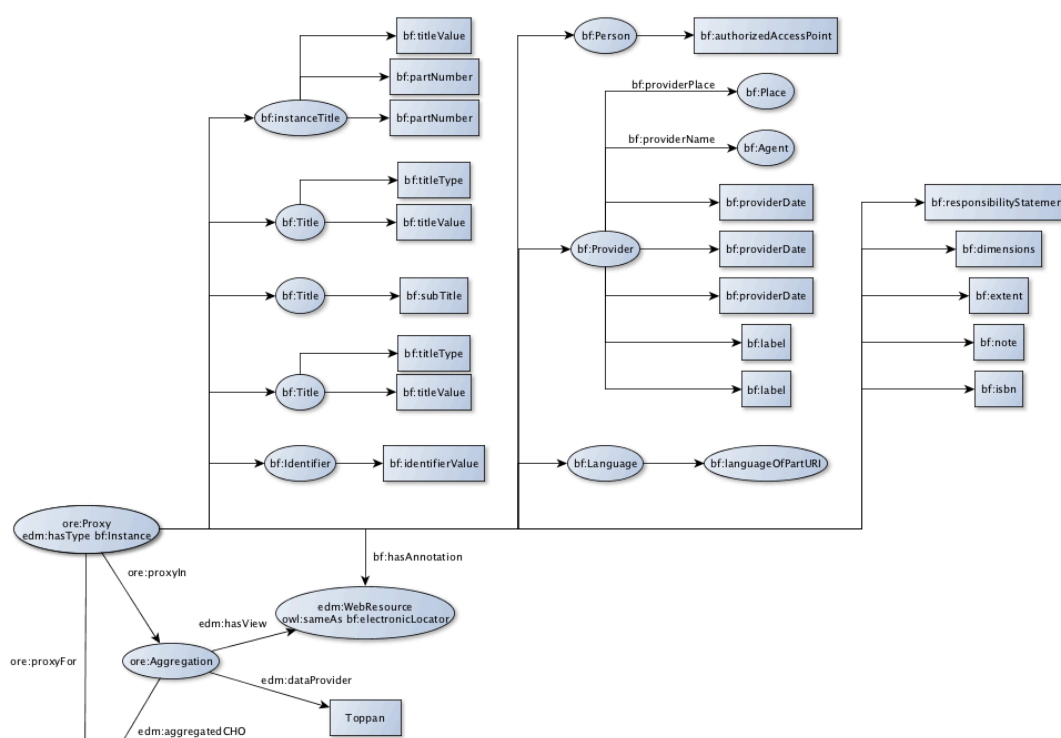 bf:titleValue
bf:partNumber
bf:instanceTitle
bf:partNumber
bf:titleType
bf:Title
bf:titleValue
bf:Title
bf:subTitle
bf:titleType
bf:Title
bf:titleValue
bf:Identifier
bf:identifierValue
bf:Person
bf:authorizedAccessPoint
bf:providerPlace
bf:Place
bf:providerName
bf:Agent
bf:providerDate
bf:Provider
bf:providerDate
bf:providerDate
bf:label
bf:label
bf:Language
bf:languageOfPartURI
bf:responsibilityStatemen
bf:dimensions
bf:extent
bf:note
bf:isbn
ore:Proxy
edm:hasType bf:Instance
bf:hasAnnotation
ore:proxyIn
edm:WebResource
owl:sameAs bf:electronicLocator
edm:hasView
ore:proxyFor
ore:Aggregation
edm:dataProvider
Toppan
edm:aggregatedCHO